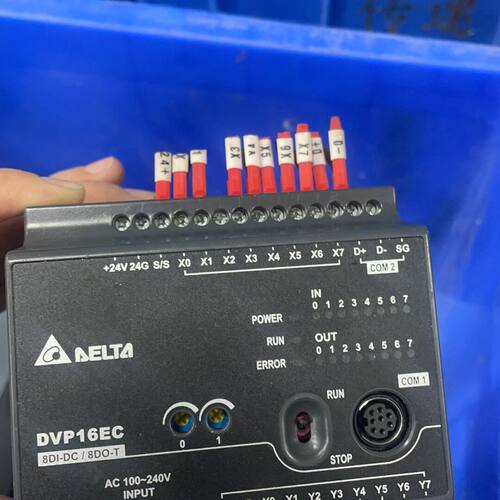 24+
X
1
X3
X4
X5
X6
X7
D+
D-
+24V 24G S/S X0 X1 X2 X3 X4 X5 X6 X7 D+ D- SG
COM 2
IN
POWER 0 1 2 3 4 5 6 7
RUN OUT
0 1 2 3 4 5 6 7
ERROR
DELTA
COM 1
RUN
DVP16EC
8DI-DC / 8DO-T
0 1
STOP
AC 100~240V
INPUT
Y0 Y1 Y2 Y3 Y4 Y5 Y6 Y7